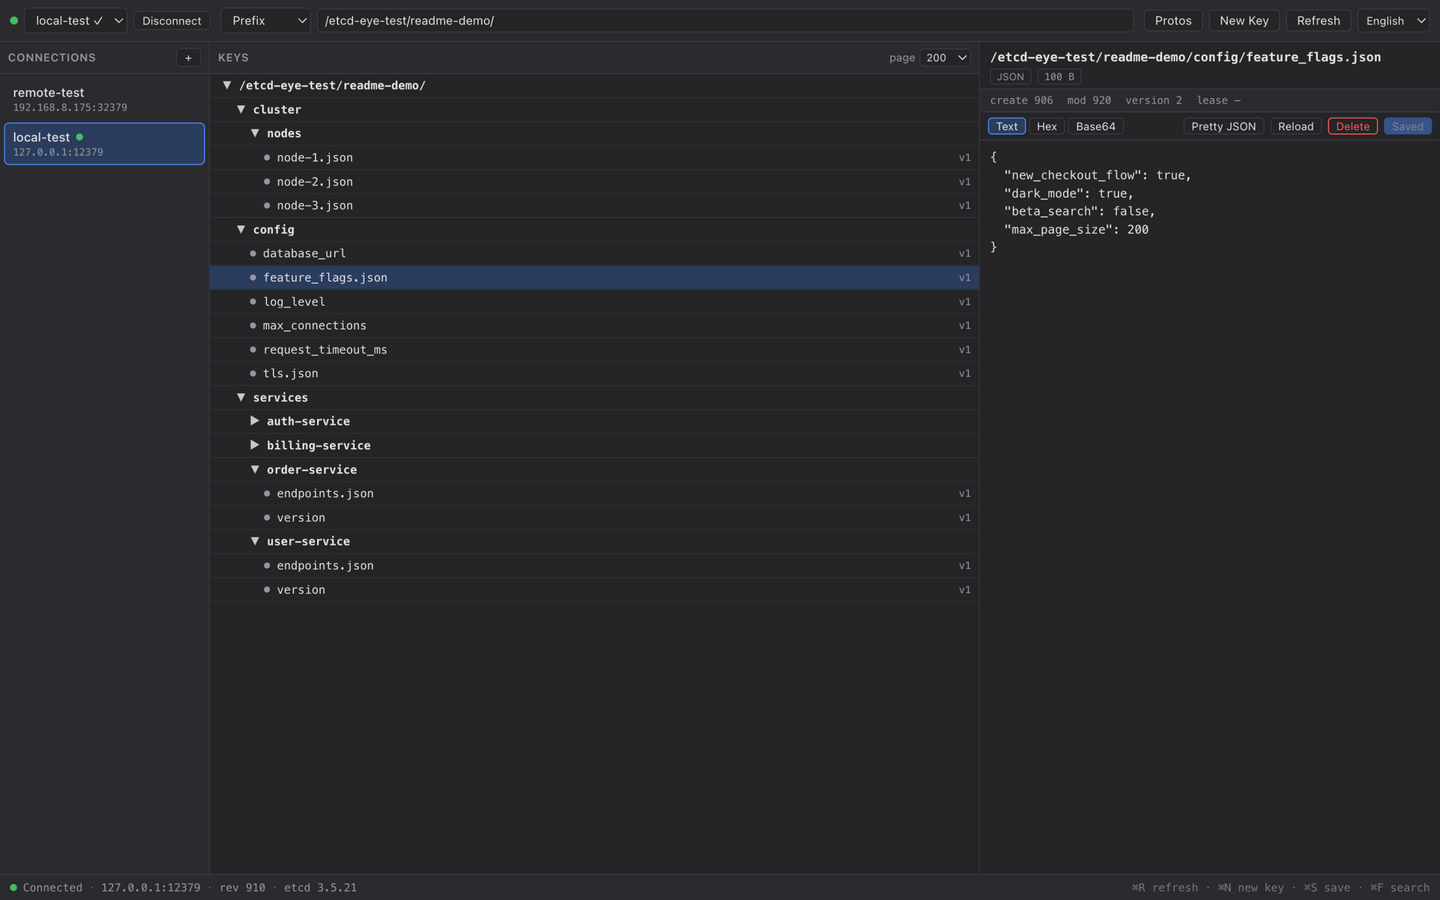 local-test ✓ Disconnect Prefix /etcd-eye-test/readme-demo/ Protos New Key Refresh English
CONNECTIONS +
remote-test
192.168.8.175:32379
local-test
127.0.0.1:12379
KEYS page 200
▼ /etcd-eye-test/readme-demo/
▼ cluster
▼ nodes
node-1.json v1
node-2.json v1
node-3.json v1
▼ config
database_url v1
feature_flags.json v1
log_level v1
max_connections v1
request_timeout_ms v1
tls.json v1
▼ services
▶ auth-service
▶ billing-service
▼ order-service
endpoints.json v1
version v1
▼ user-service
endpoints.json v1
version v1
/etcd-eye-test/readme-demo/config/feature_flags.json
JSON 100 B
create 906 mod 920 version 2 lease —
Text Hex Base64 Pretty JSON Reload Delete Saved
{
"new_checkout_flow": true,
"dark_mode": true,
"beta_search": false,
"max_page_size": 200
}
Connected · 127.0.0.1:12379 · rev 910 · etcd 3.5.21
⌘R refresh · ⌘N new key · ⌘S save · ⌘F search